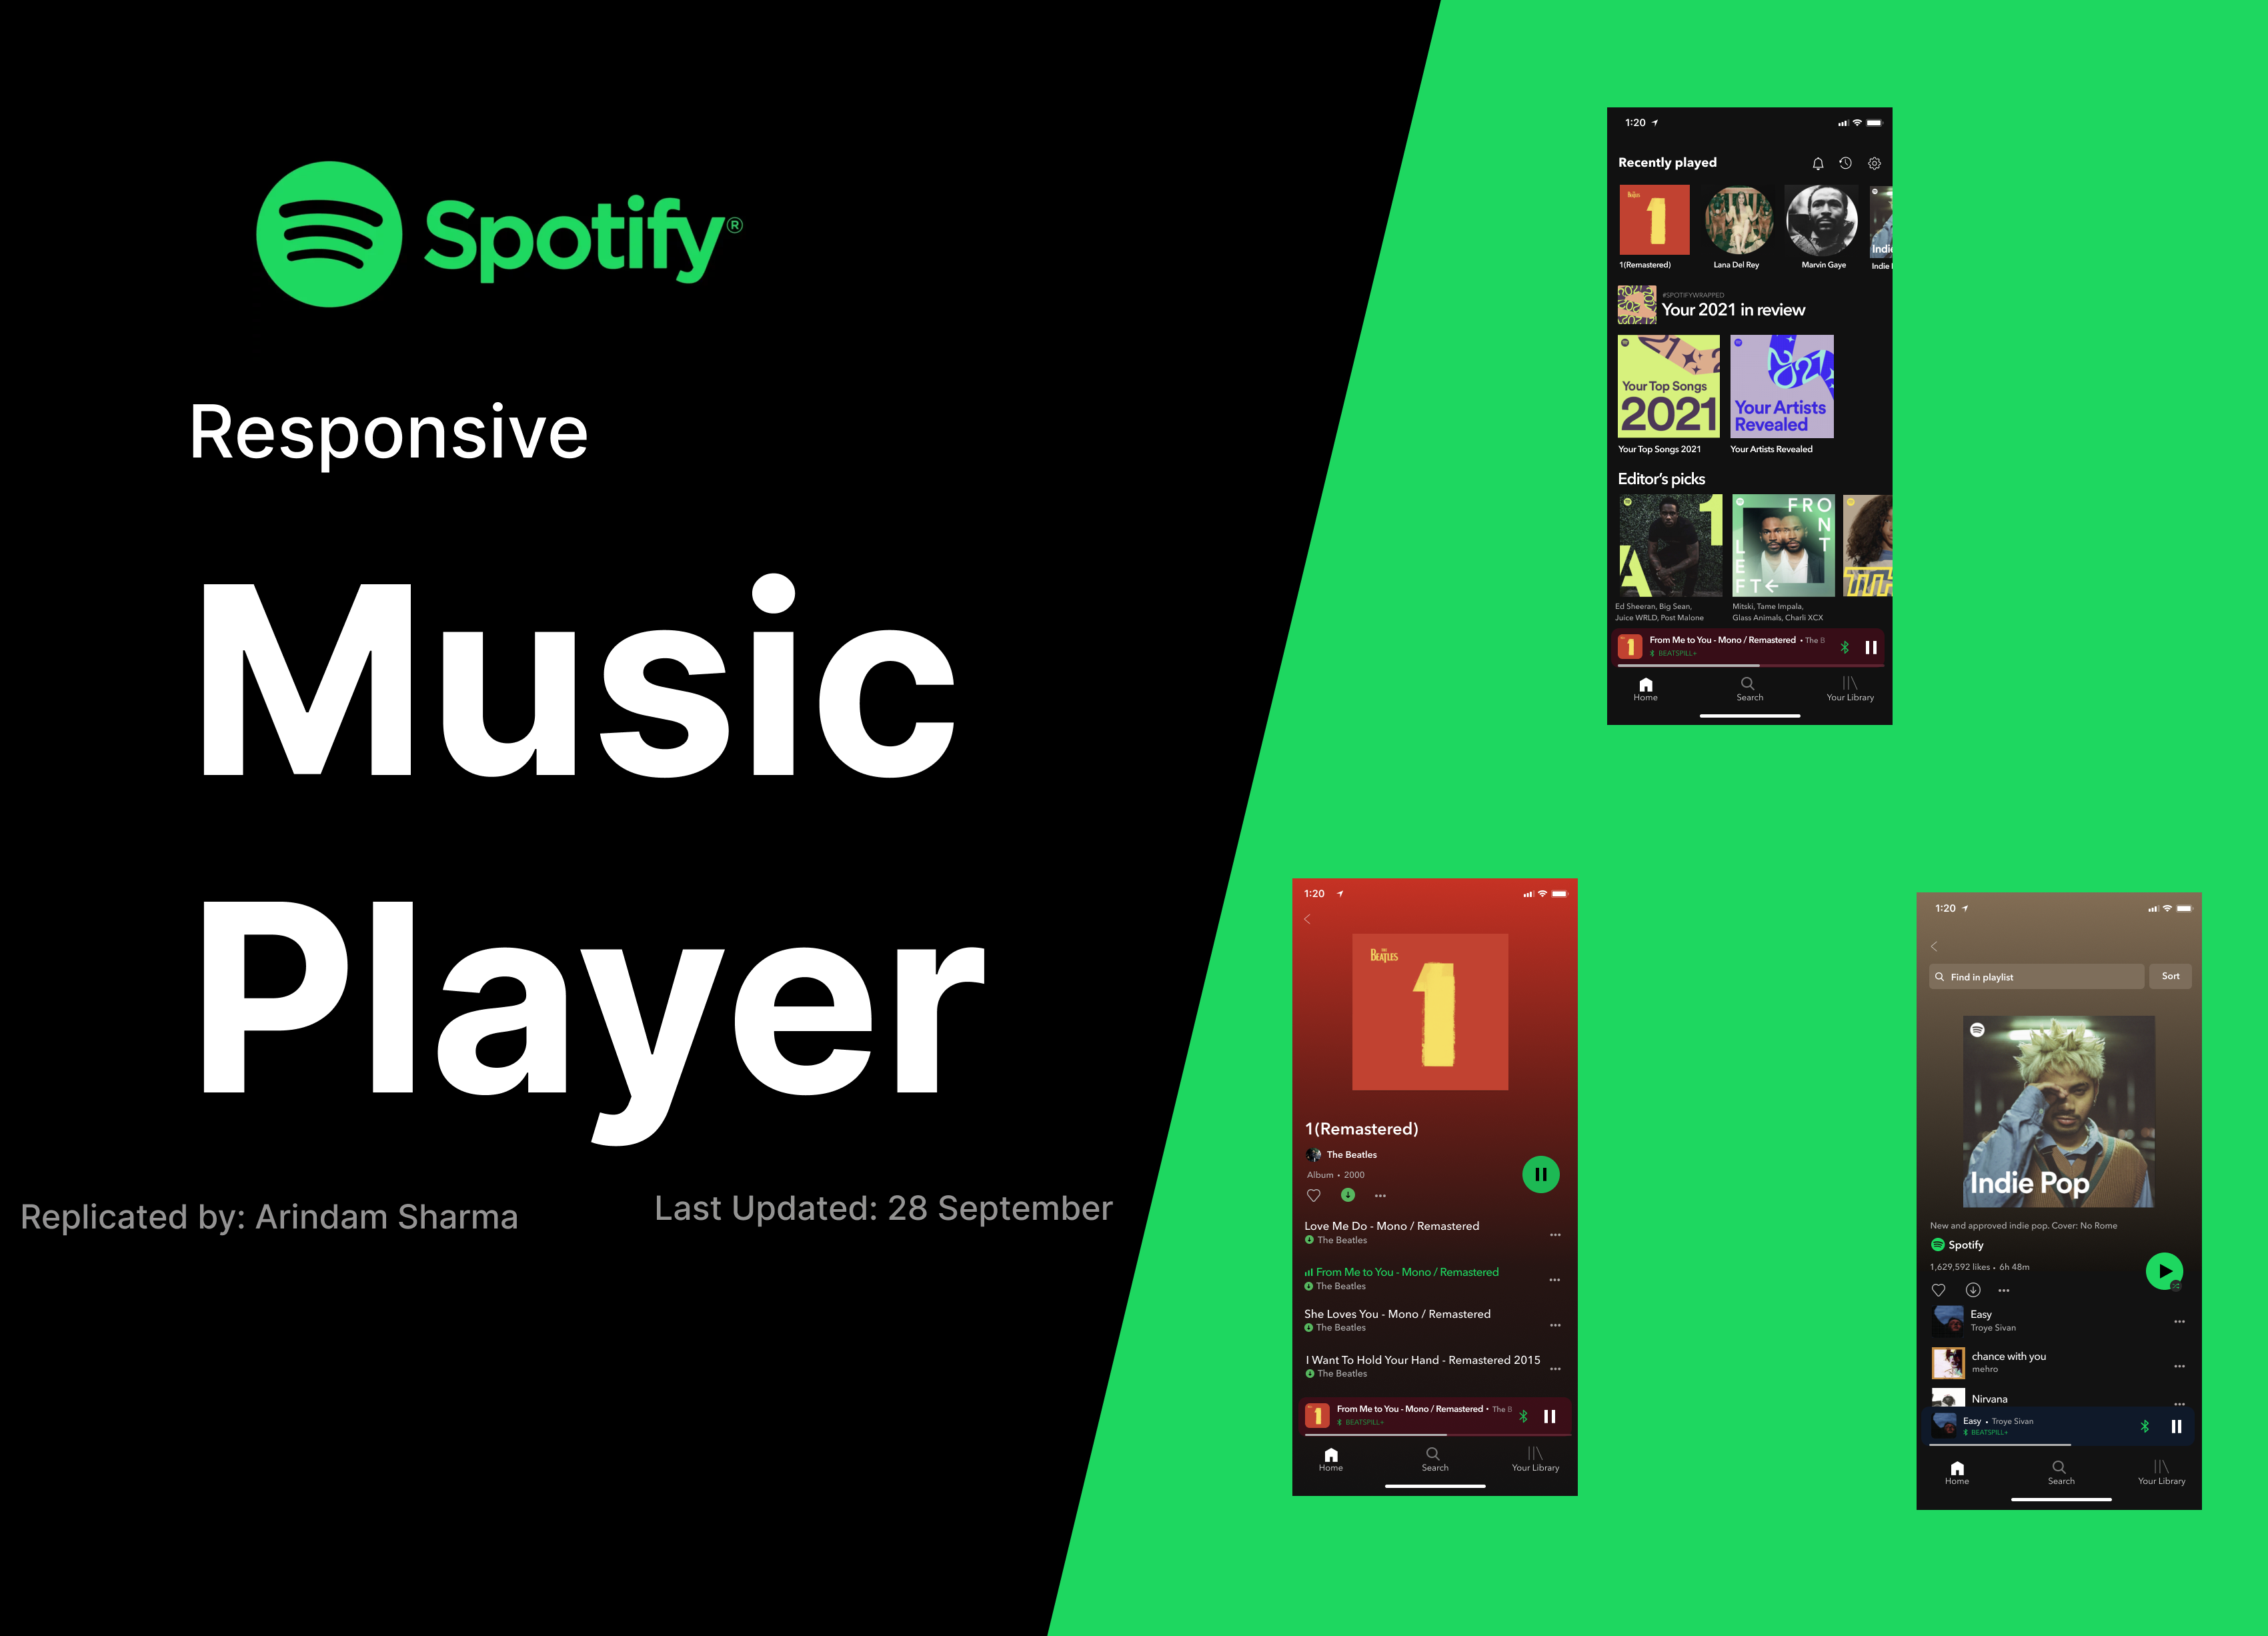 Spotify®
Responsive
Music
Player
Replicated by: Arindam Sharma
Last Updated: 28 September
1:20
Recently played
1
1(Remastered)
Lana Del Rey
Marvin Gaye
Indie
#SPOTIFYWRAPPED
Your 2021 in review
Your Top Songs
2021
Your Artists
Revealed
Your Top Songs 2021
Your Artists Revealed
Editor's picks
A1
FRONT
LEFT←
Ed Sheeran, Big Sean,
Juice WRLD, Post Malone
Mitski, Tame Impala,
Glass Animals, Charli XCX
From Me to You - Mono / Remastered • The B
BEATSPILL+
Home
Search
Your Library
1:20
THE
BEATLES
1
1(Remastered)
The Beatles
Album • 2000
Love Me Do - Mono / Remastered
The Beatles
From Me to You - Mono / Remastered
The Beatles
She Loves You - Mono / Remastered
The Beatles
I Want To Hold Your Hand - Remastered 2015
The Beatles
From Me to You - Mono / Remastered • The B
BEATSPILL+
Home
Search
Your Library
1:20
Find in playlist
Sort
Indie Pop
New and approved indie pop. Cover: No Rome
Spotify
1,629,592 likes • 6h 48m
Easy
Troye Sivan
chance with you
mehro
Nirvana
Easy • Troye Sivan
BEATSPILL+
Home
Search
Your Library